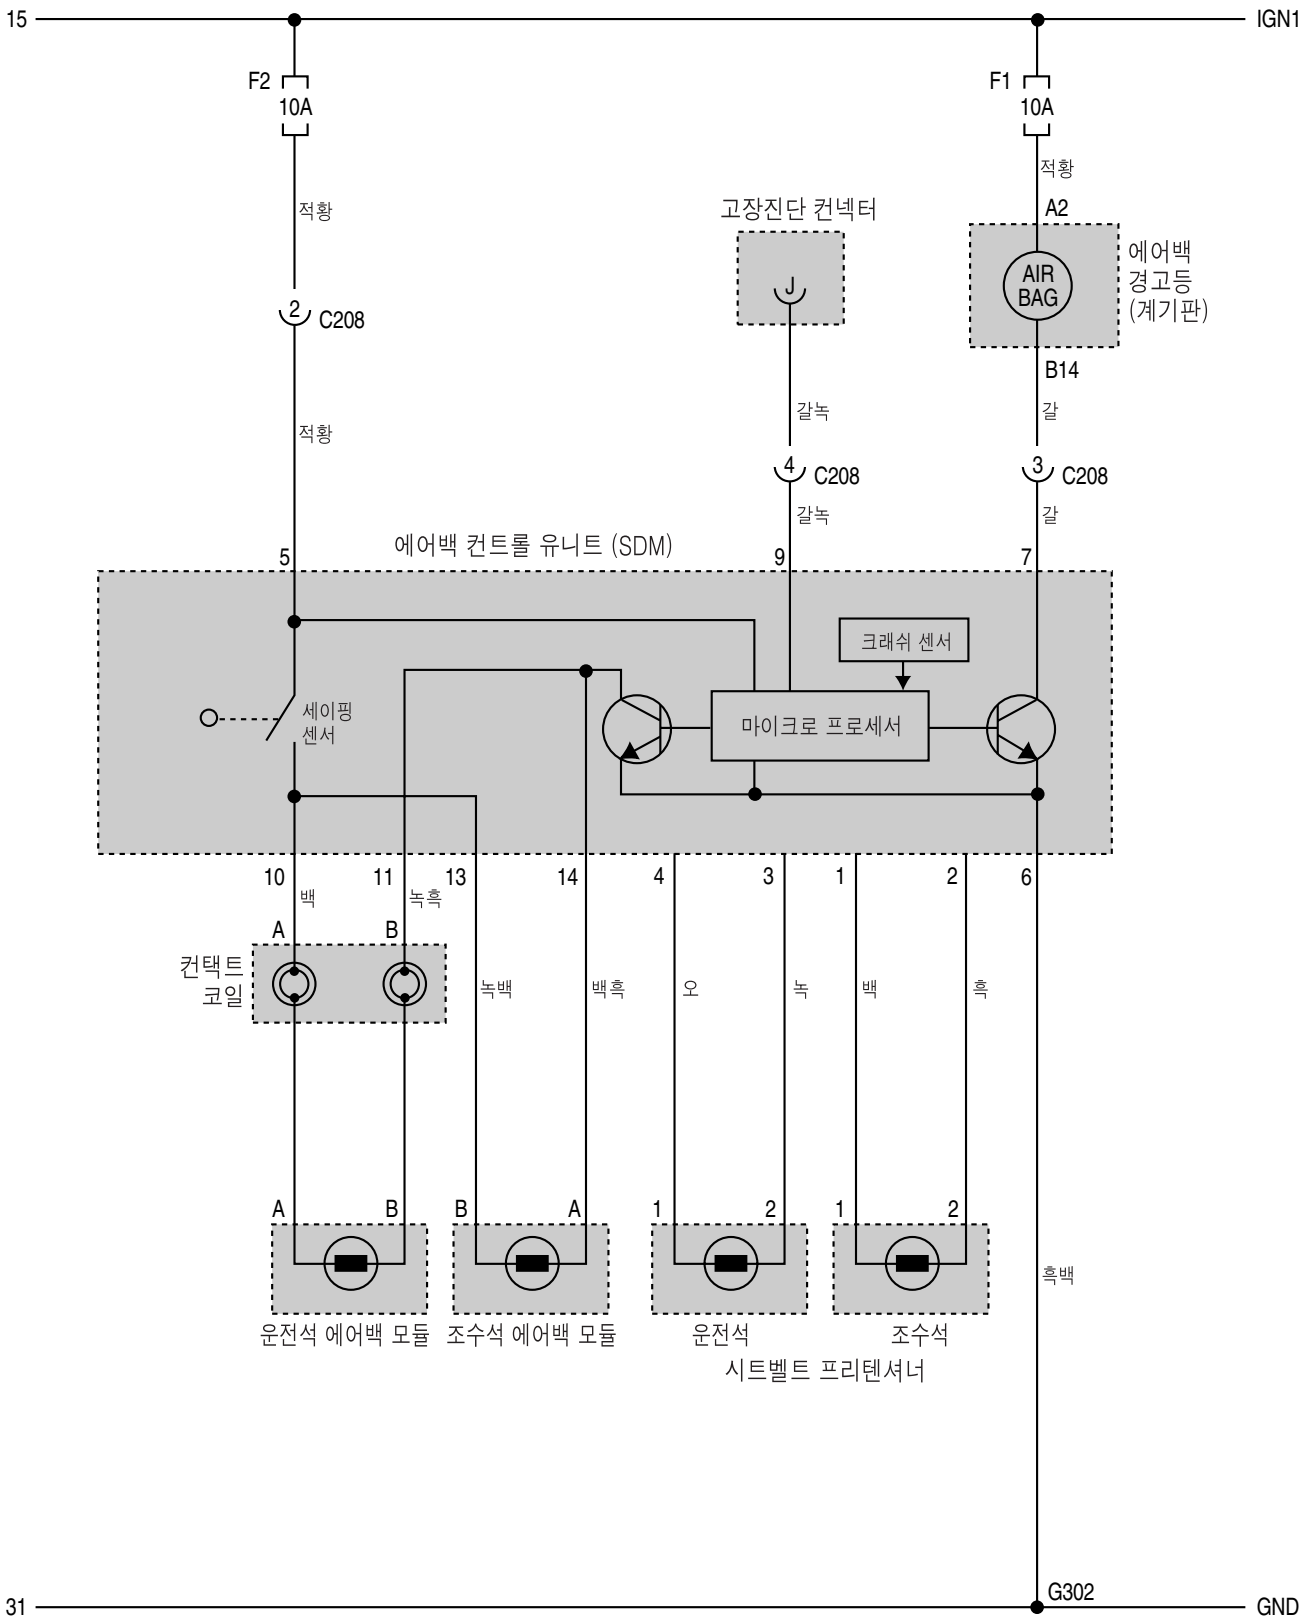 15
IGN1
F2
F1
10A
10A
적황
적황
고장진단 컨넥터
A2
에어백
경고등
(계기판)
AIR
BAG
J
2
C208
B14
갈녹
갈
적황
4
C208
3
C208
갈녹
갈
에어백 컨트롤 유니트 (SDM)
5
9
7
크래쉬 센서
세이핑
센서
마이크로 프로세서
10
11
13
14
4
3
1
2
6
백
녹흑
A
B
컨택트
코일
녹백
백흑
오
녹
백
흑
A
B
B
A
1
2
1
2
흑백
운전석 에어백 모듈
조수석 에어백 모듈
운전석
조수석
시트벨트 프리텐셔너
G302
31
GND